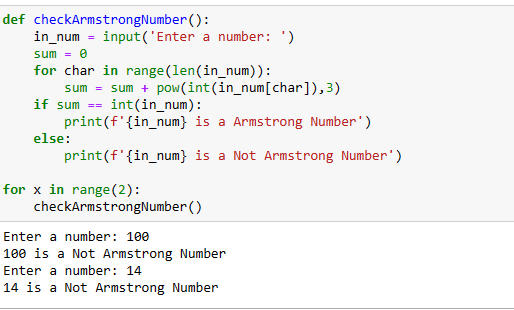 def checkArmstrongNumber():
    in_num = input('Enter a number: ')
    sum = 0
    for char in range(len(in_num)):
        sum = sum + pow(int(in_num[char]),3)
    if sum == int(in_num):
        print(f'{in_num} is a Armstrong Number')
    else:
        print(f'{in_num} is a Not Armstrong Number')

for x in range(2):
    checkArmstrongNumber()

Enter a number: 100
100 is a Not Armstrong Number
Enter a number: 14
14 is a Not Armstrong Number